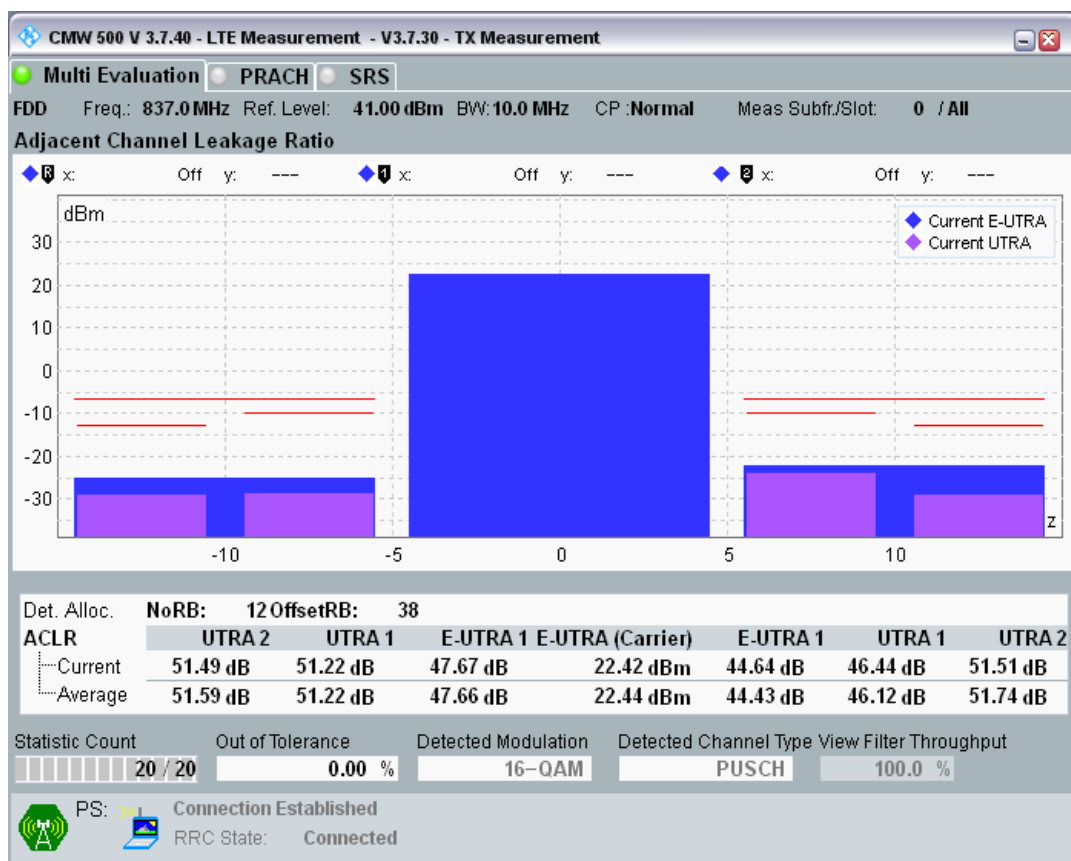 CMW 500 V 3.7.40 - LTE Measurement - V3.7.30 - TX Measurement
Multi Evaluation PRACH SRS
FDD Freq.: 837.0 MHz Ref. Level: 41.00 dBm BW: 10.0 MHz CP :Normal Meas Subfr./Slot: 0 / All
Adjacent Channel Leakage Ratio
R x: Off y: --- 1 x: Off y: --- 2 x: Off y: ---
dBm
Current E-UTRA
Current UTRA
30
20
10
0
-10
-20
-30
z
-10 -5 0 5 10
Det. Alloc. NoRB: 12 OffsetRB: 38
ACLR UTRA 2 UTRA 1 E-UTRA 1 E-UTRA (Carrier) E-UTRA 1 UTRA 1 UTRA 2
Current 51.49 dB 51.22 dB 47.67 dB 22.42 dBm 44.64 dB 46.44 dB 51.51 dB
Average 51.59 dB 51.22 dB 47.66 dB 22.44 dBm 44.43 dB 46.12 dB 51.74 dB
Statistic Count Out of Tolerance Detected Modulation Detected Channel Type View Filter Throughput
20 / 20 0.00 % 16-QAM PUSCH 100.0 %
PS: Connection Established
RRC State: Connected